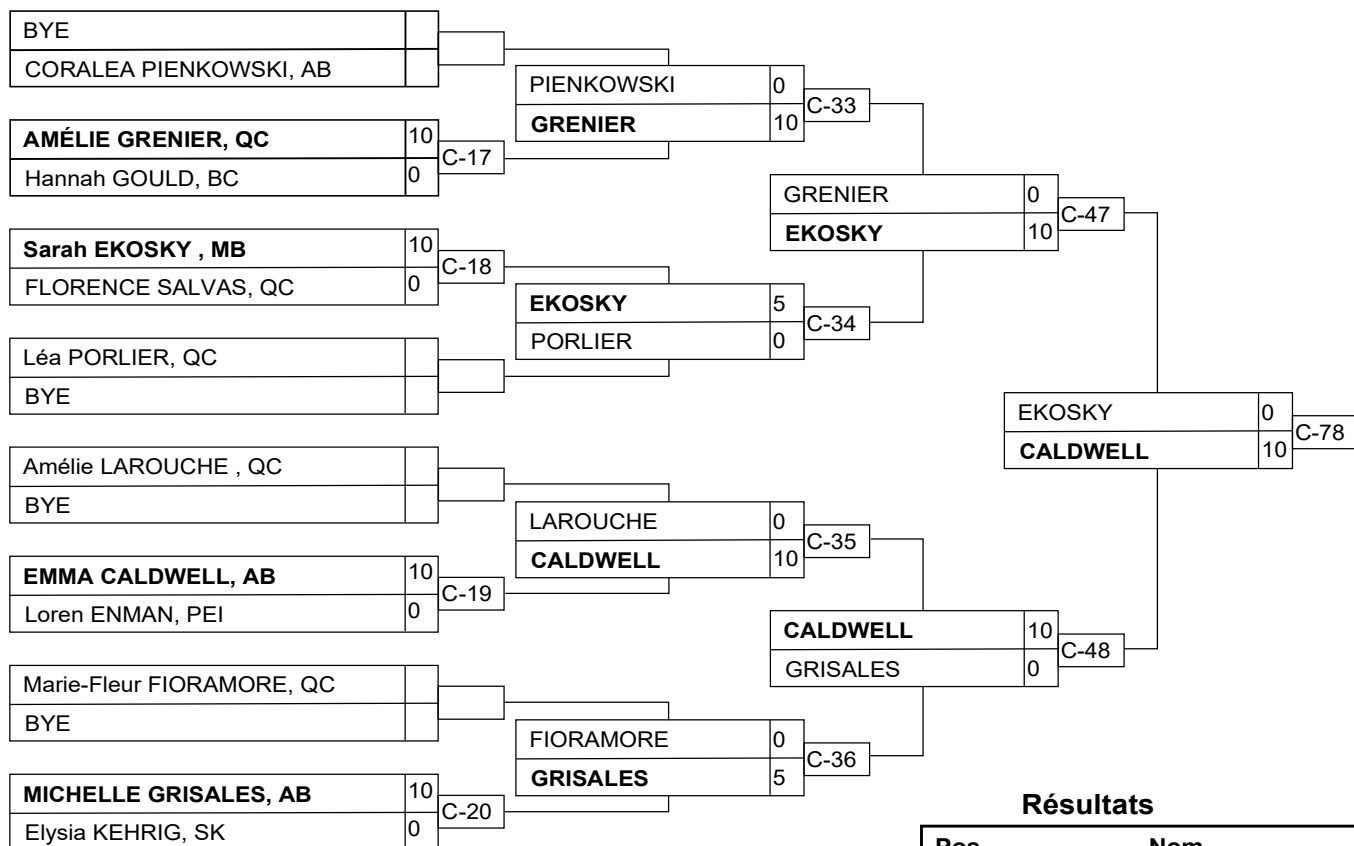 BYE
CORALEA PIENKOWSKI, AB
AMÉLIE GRENIER, QC 10
Hannah GOULD, BC 0
C-17
Sarah EKOSKY , MB 10
FLORENCE SALVAS, QC 0
C-18
Léa PORLIER, QC
BYE
Amélie LAROUCHE , QC
BYE
EMMA CALDWELL, AB 10
Loren ENMAN, PEI 0
C-19
Marie-Fleur FIORAMORE, QC
BYE
MICHELLE GRISALES, AB 10
Elysia KEHRIG, SK 0
C-20
PIENKOWSKI 0
GRENIER 10
C-33
EKOSKY 5
PORLIER 0
C-34
LAROUCHE 0
CALDWELL 10
C-35
FIORAMORE 0
GRISALES 5
C-36
GRENIER 0
EKOSKY 10
C-47
CALDWELL 10
GRISALES 0
C-48
EKOSKY 0
CALDWELL 10
C-78
Résultats
Pos Nom